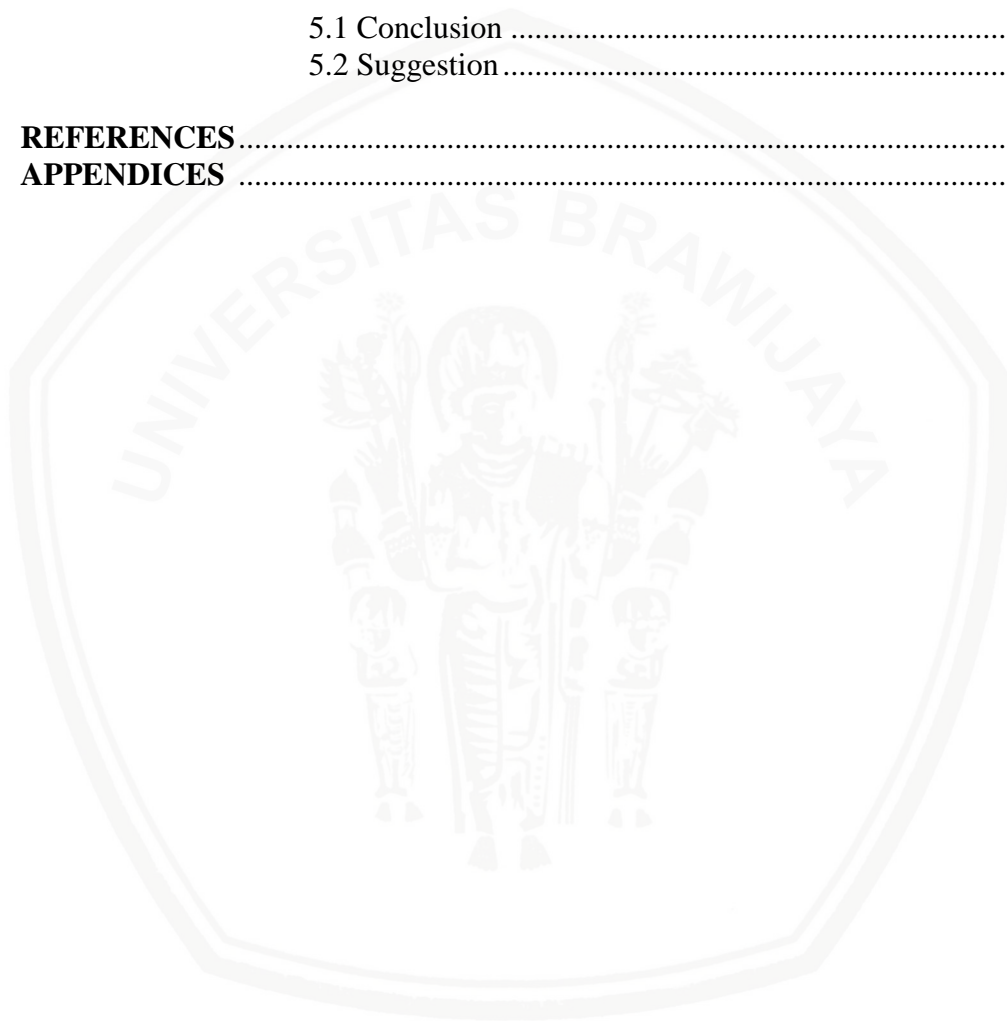 5.1 Conclusion ............................................................
5.2 Suggestion .............................................................
REFERENCES ..............................................................................................
APPENDICES ..............................................................................................
UNIVERSITAS BRAWIJAYA